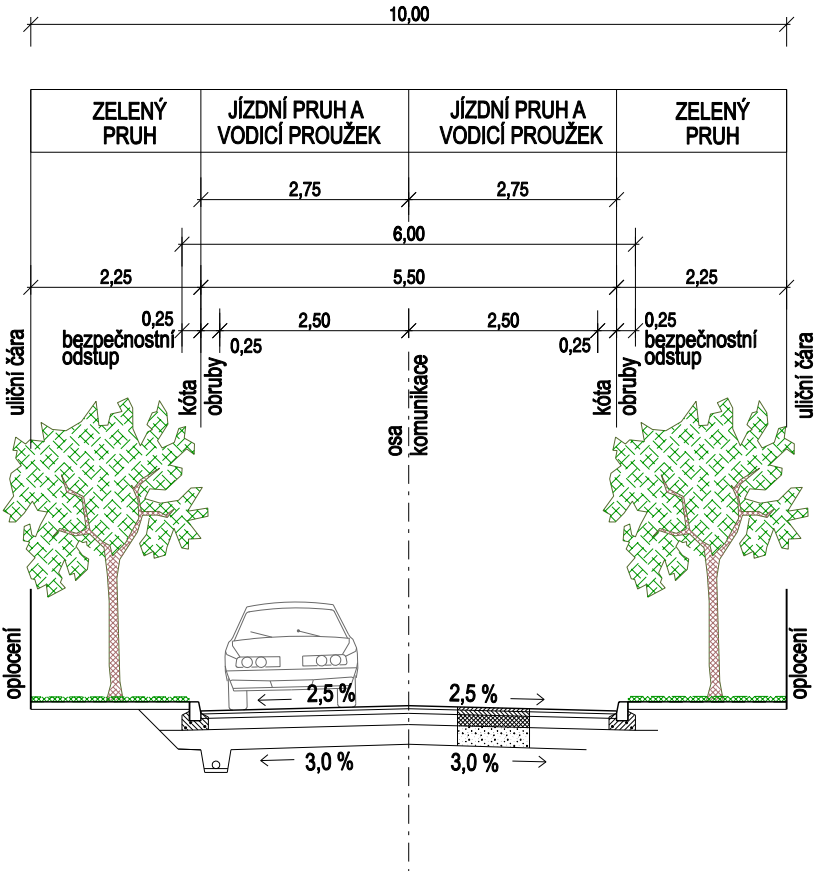 10,00
ZELENÝ
PRUH
JÍZDNÍ PRUH A
VODICÍ PROUŽEK
JÍZDNÍ PRUH A
VODICÍ PROUŽEK
ZELENÝ
PRUH
2,75
2,75
6,00
2,25
5,50
2,25
0,25
2,50
2,50
0,25
bezpečnostní
odstup
0,25
0,25
bezpečnostní
odstup
uliční čára
kóta
obruby
osa
komunikace
kóta
obruby
uliční čára
oplocení
oplocení
2,5 %
2,5 %
3,0 %
3,0 %